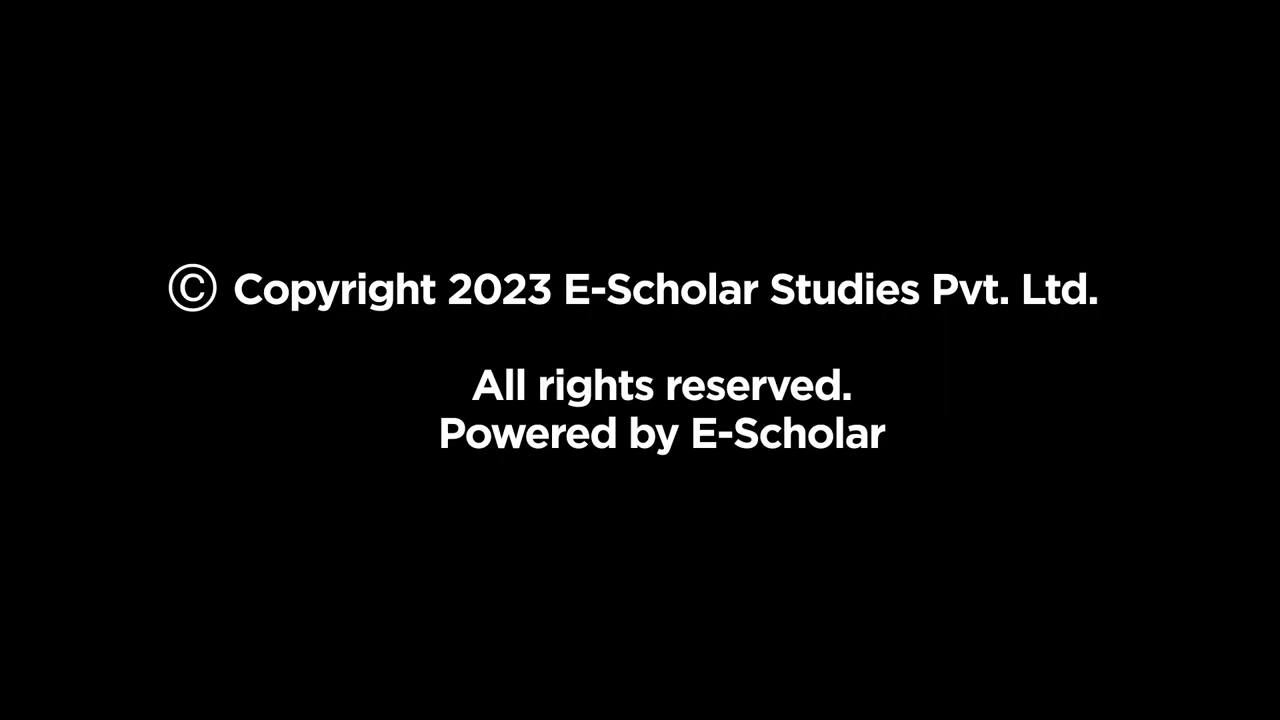 © Copyright 2023 E-Scholar Studies Pvt. Ltd.
All rights reserved.
Powered by E-Scholar